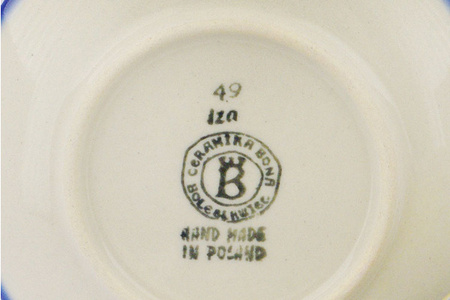 49
Iza
CERAMIKA BONA
B
BOLESŁAWIEC
HAND MADE
IN POLAND